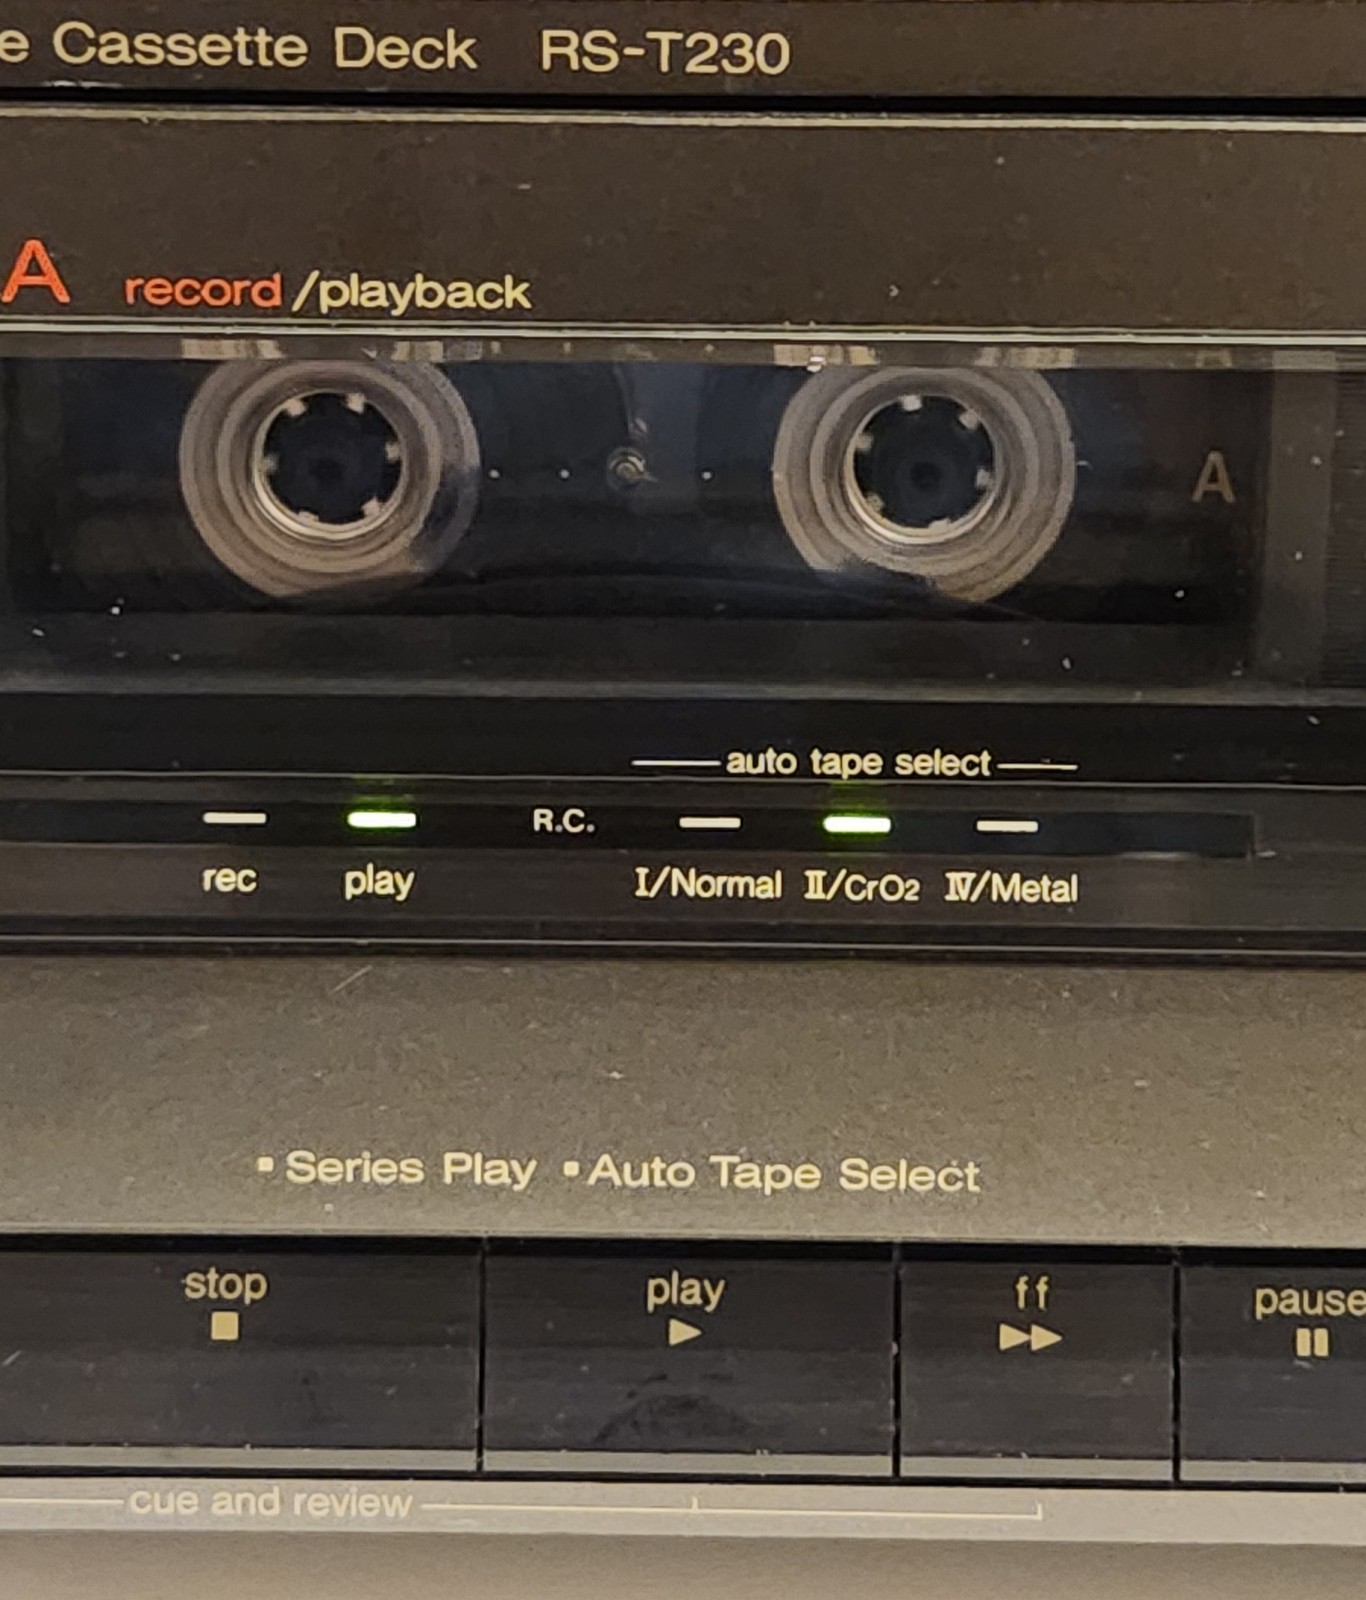 e Cassette Deck RS-T230
A record/playback
A
auto tape select
R.C.
rec play I/Normal II/CrO2 IV/Metal
▪Series Play ▪Auto Tape Select
stop play ff pause
cue and review